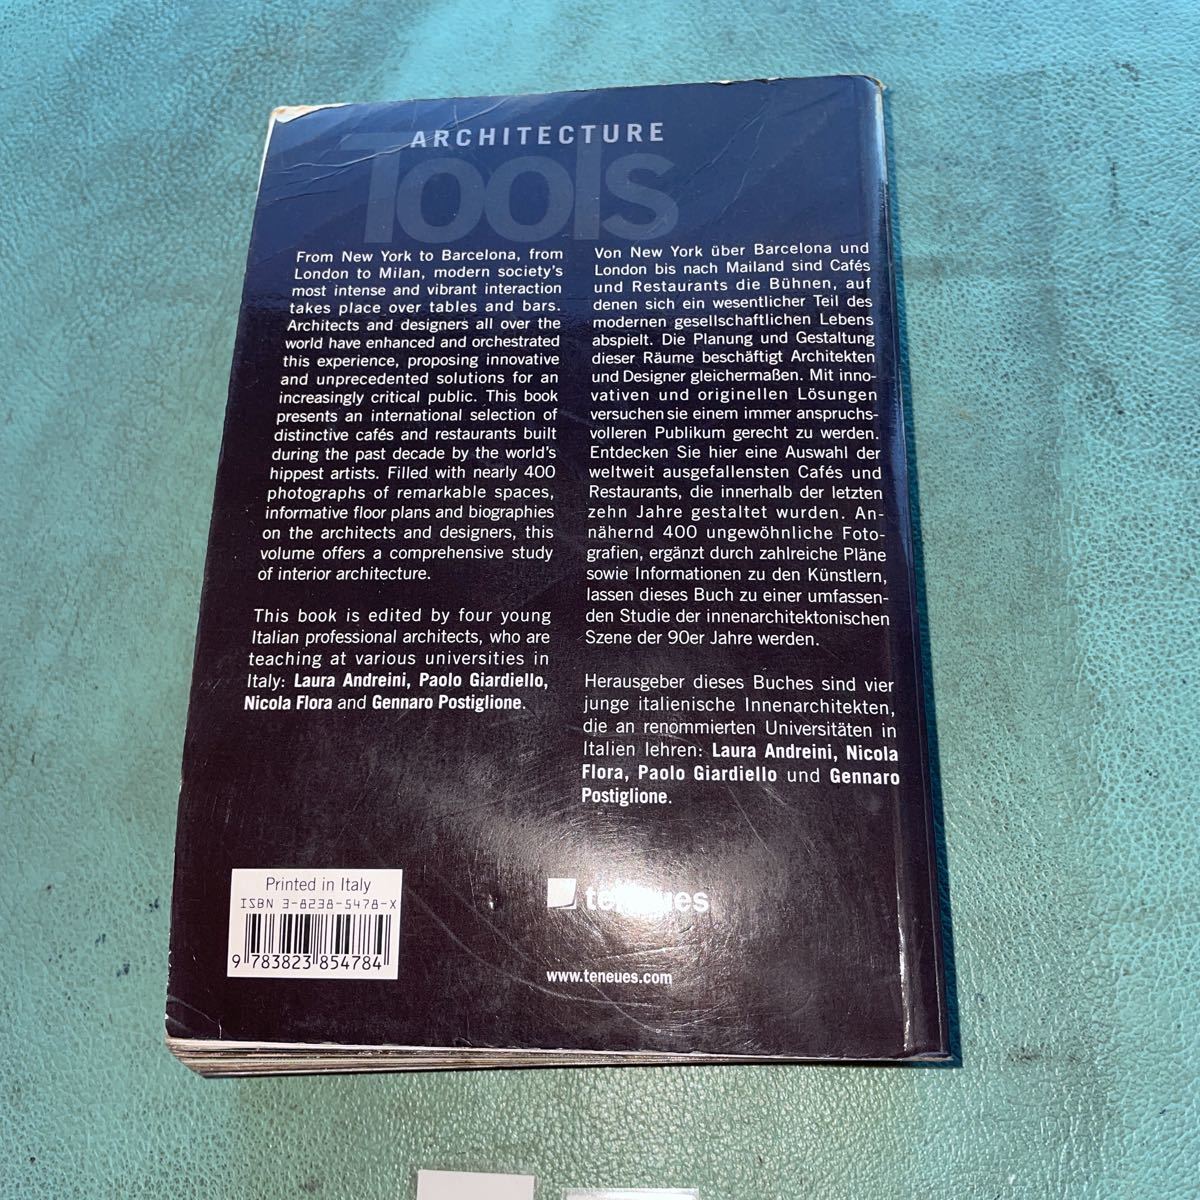 ARCHITECTURE
Tools
From New York to Barcelona, from
London to Milan, modern society's
most intense and vibrant interaction
takes place over tables and bars.
Architects and designers all over the
world have enhanced and orchestrated
this experience, proposing innovative
and unprecedented solutions for an
increasingly critical public. This book
presents an international selection of
distinctive cafés and restaurants built
during the past decade by the world's
hippest artists. Filled with nearly 400
photographs of remarkable spaces,
informative floor plans and biographies
on the architects and designers, this
volume offers a comprehensive study
of interior architecture.
This book is edited by four young
Italian professional architects, who are
teaching at various universities in
Italy: Laura Andreini, Paolo Giardiello,
Nicola Flora and Gennaro Postiglione.
Von New York über Barcelona und
London bis nach Mailand sind Cafés
und Restaurants die Bühnen, auf
denen sich ein wesentlicher Teil des
modernen gesellschaftlichen Lebens
abspielt. Die Planung und Gestaltung
dieser Räume beschäftigt Architekten
und Designer gleichermaßen. Mit inno-
vativen und originellen Lösungen
versuchen sie einem immer anspruchs-
volleren Publikum gerecht zu werden.
Entdecken Sie hier eine Auswahl der
weltweit ausgefallensten Cafés und
Restaurants, die innerhalb der letzten
zehn Jahre gestaltet wurden. An-
nähernd 400 ungewöhnliche Foto-
grafien, ergänzt durch zahlreiche Pläne
sowie Informationen zu den Künstlern,
lassen dieses Buch zu einer umfassen-
den Studie der innenarchitektonischen
Szene der 90er Jahre werden.
Herausgeber dieses Buches sind vier
junge italienische Innenarchitekten,
die an renommierten Universitäten in
Italien lehren: Laura Andreini, Nicola
Flora, Paolo Giardiello und Gennaro
Postiglione.
Printed in Italy
ISBN 3-8238-5478-X
9 783823 854784
teneues
www.teneues.com